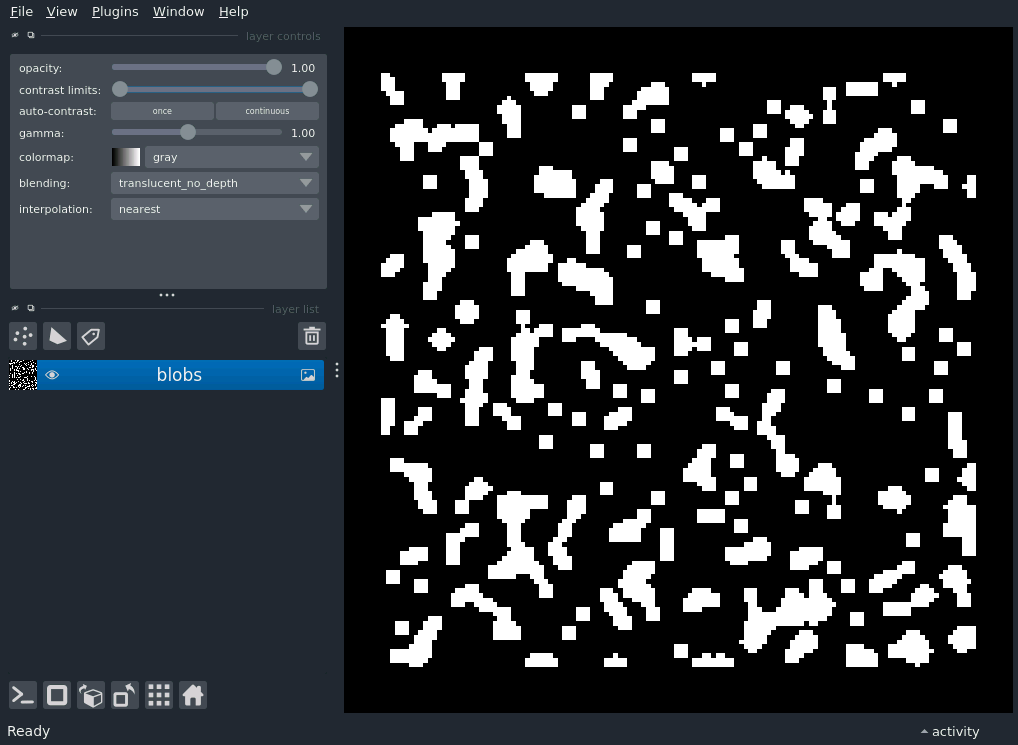 File View Plugins Window Help
layer controls
opacity: 1.00
contrast limits:
auto-contrast: once continuous
gamma: 1.00
colormap: gray
blending: translucent_no_depth
interpolation: nearest
layer list
blobs
Ready activity